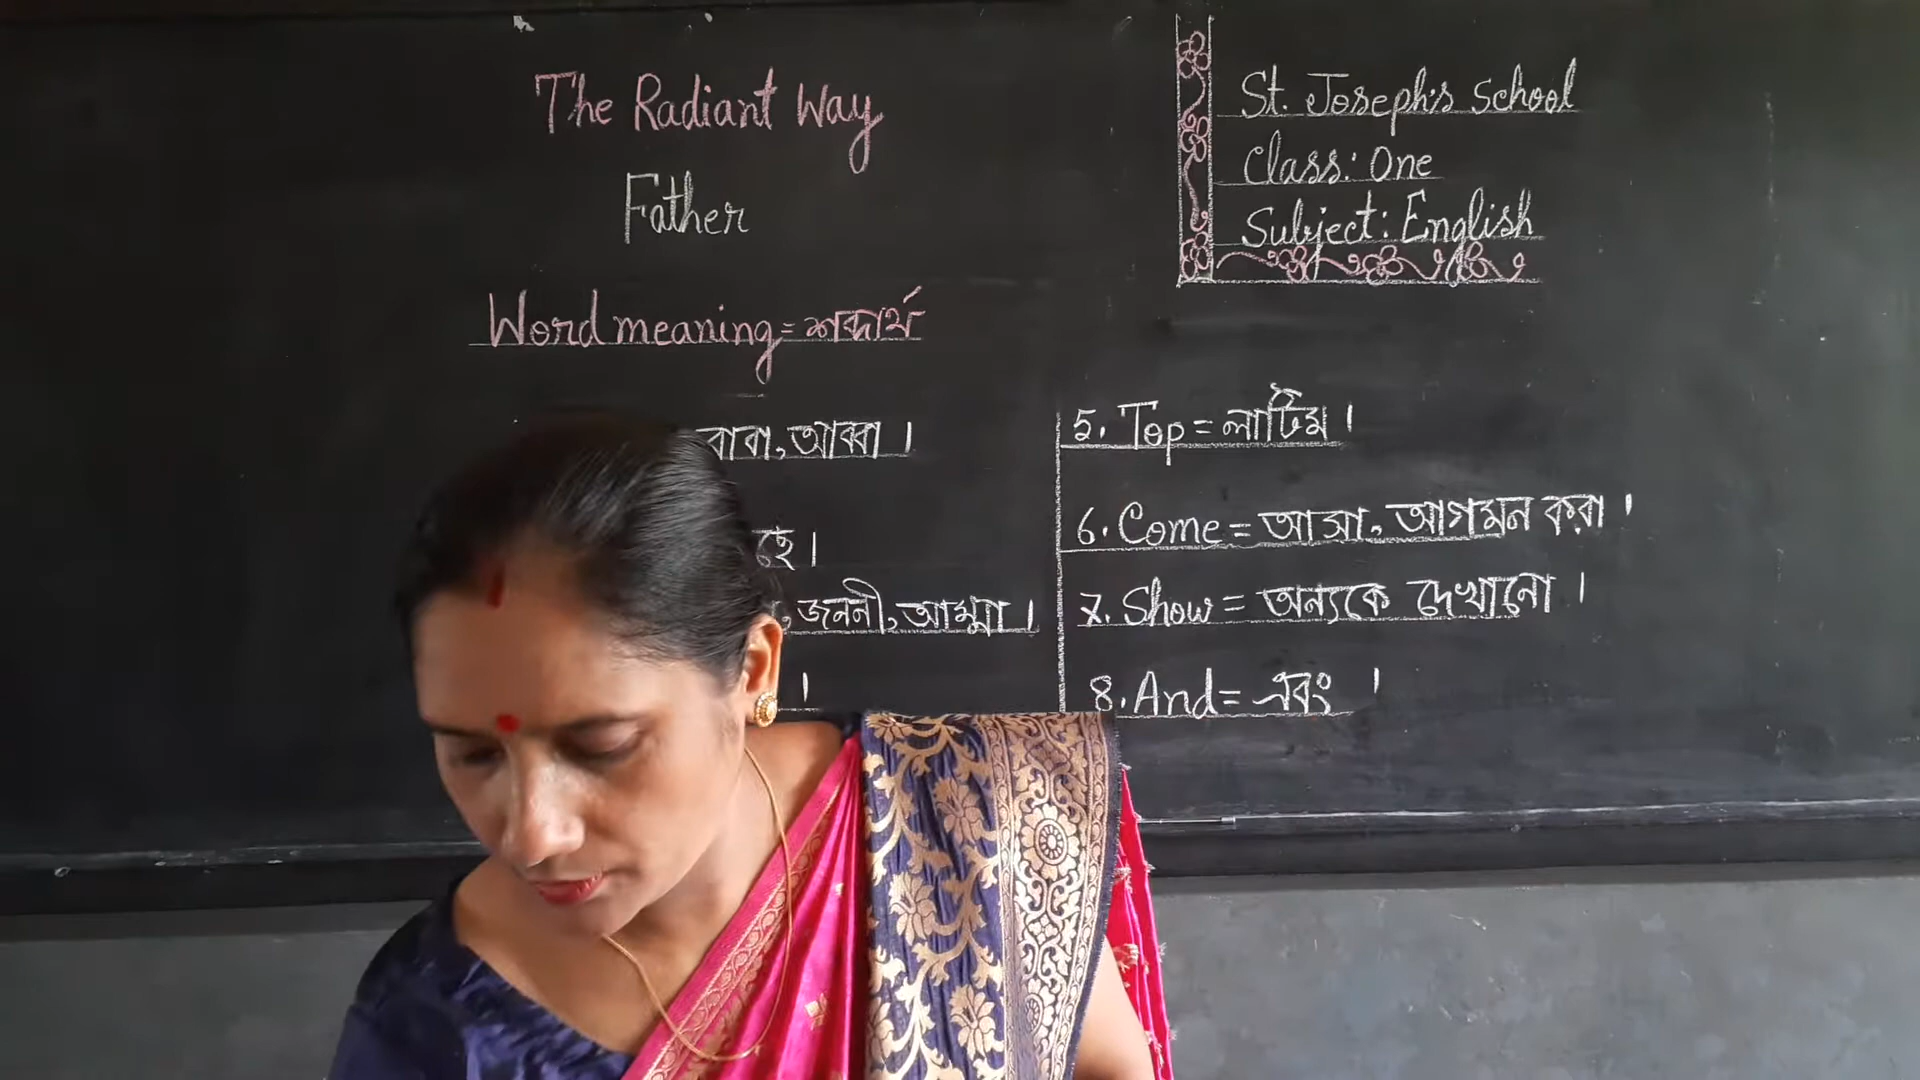 The Radiant Way
Father
St. Joseph's School
Class: One
Subject: English
Word meaning = শব্দার্থ
বাবা, আব্বা ।
ছে ।
, জননী, আম্মা ।
।
5. Top = লাটিম ।
6. Come = আসা, আগমন করা ।
7. Show = অন্যকে দেখানো ।
8. And = এবং ।